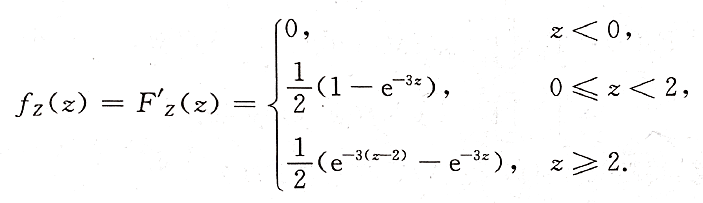 0, z < 0,
f_Z(z) = F′_Z(z) = { 1/2 (1 − e^{−3z}), 0 ⩽ z < 2,
1/2 (e^{−3(z−2)} − e^{−3z}), z ⩾ 2.